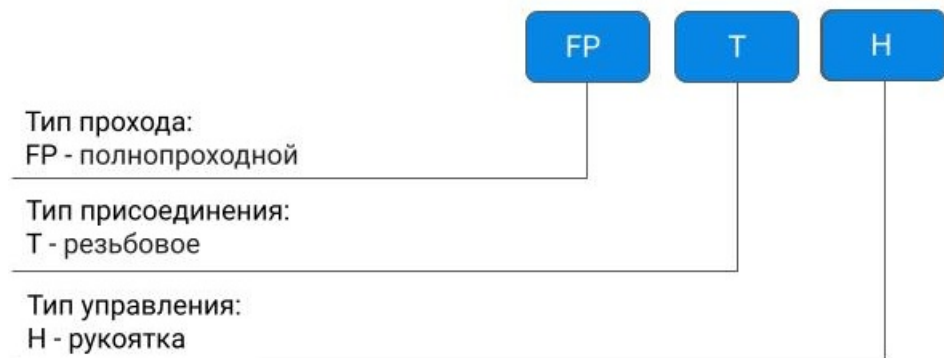 FP T H
Тип прохода:
FP - полнопроходной
Тип присоединения:
T - резьбовое
Тип управления:
H - рукоятка